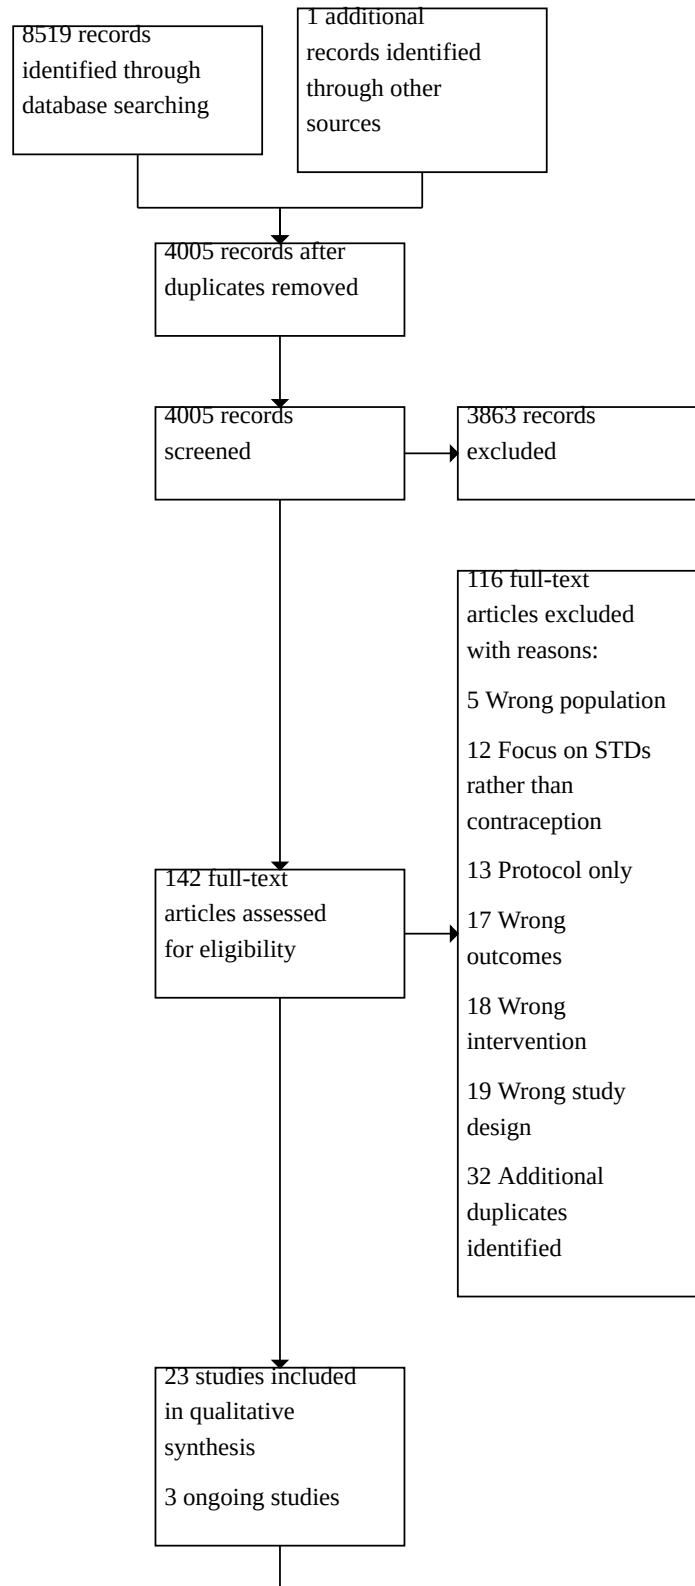 8519 records
identified through
database searching
1 additional
records identified
through other
sources
4005 records after
duplicates removed
4005 records
screened
3863 records
excluded
116 full-text
articles excluded
with reasons:
5 Wrong population
12 Focus on STDs
rather than
contraception
13 Protocol only
17 Wrong
outcomes
18 Wrong
intervention
19 Wrong study
design
32 Additional
duplicates
identified
142 full-text
articles assessed
for eligibility
23 studies included
in qualitative
synthesis
3 ongoing studies